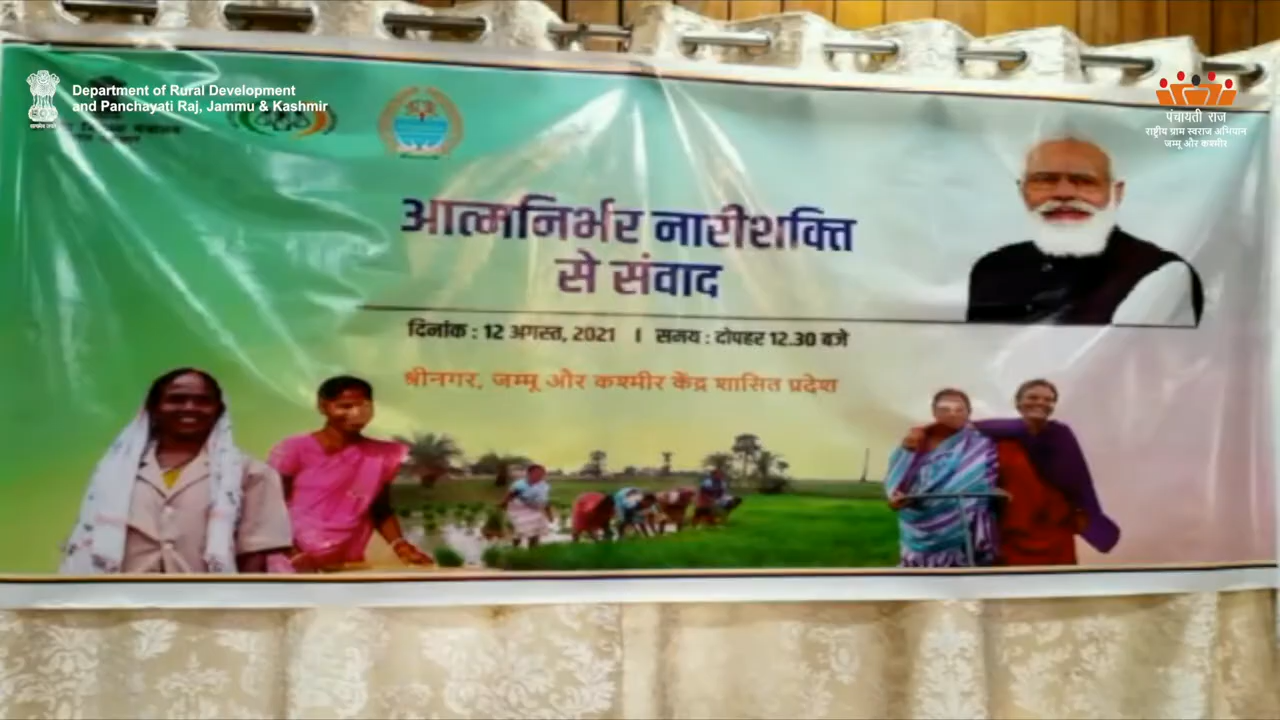 Department of Rural Development
and Panchayati Raj, Jammu & Kashmir
पंचायती राज
राष्ट्रीय ग्राम स्वराज अभियान
जम्मू और कश्मीर
आत्मनिर्भर नारीशक्ति
से संवाद
दिनांक : 12 अगस्त, 2021 | समय : दोपहर 12.30 बजे
श्रीनगर, जम्मू और कश्मीर केंद्र शासित प्रदेश